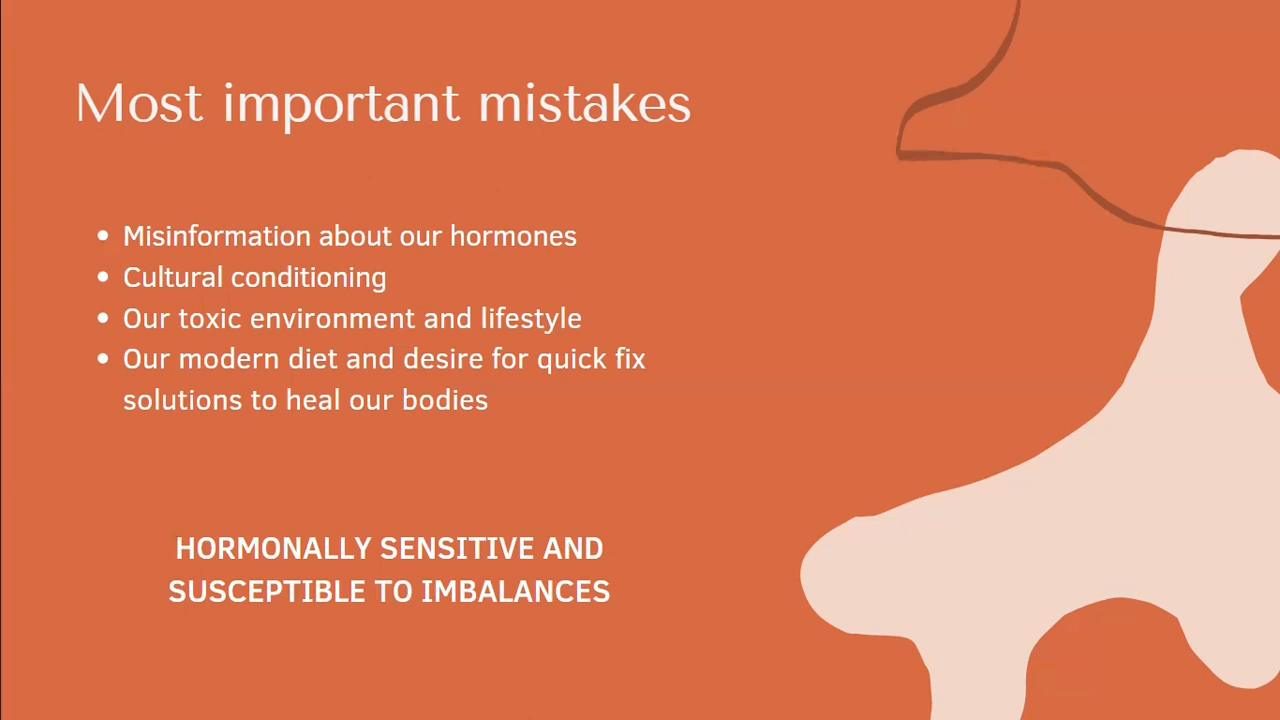 Most important mistakes
• Misinformation about our hormones
• Cultural conditioning
• Our toxic environment and lifestyle
• Our modern diet and desire for quick fix
solutions to heal our bodies
HORMONALLY SENSITIVE AND
SUSCEPTIBLE TO IMBALANCES